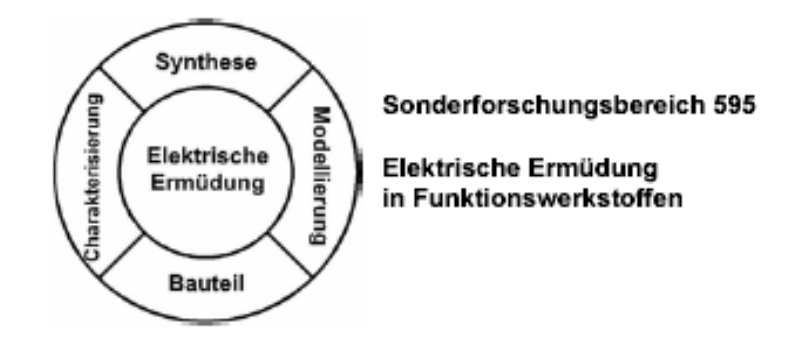 Synthese
Charakterisierung
Elektrische
Ermüdung
Modellierung
Bauteil
Sonderforschungsbereich 595
Elektrische Ermüdung
in Funktionswerkstoffen